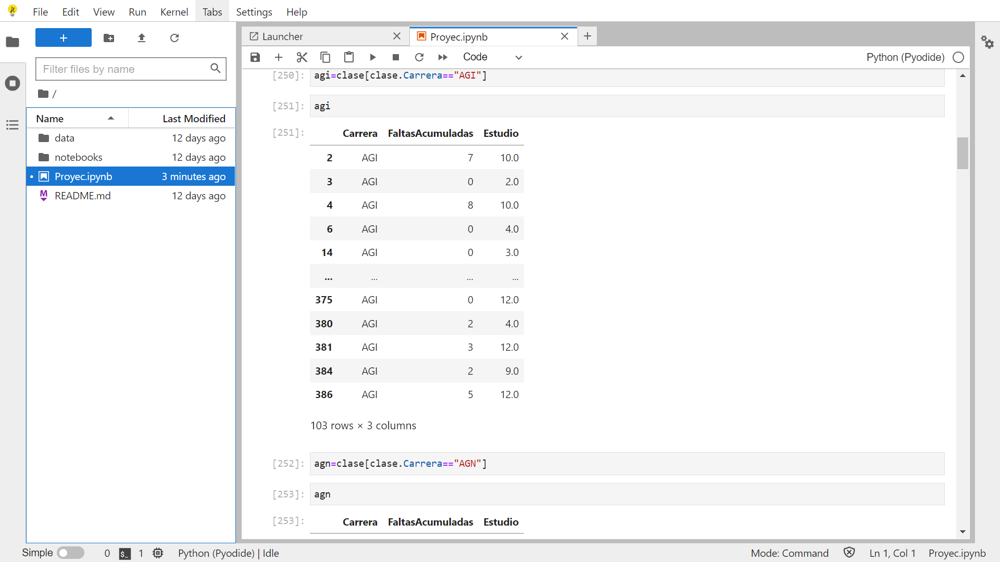 File Edit View Run Kernel Tabs Settings Help
Launcher
Proyec.ipynb
Code
Python (Pyodide)
Filter files by name
/
Name Last Modified
data 12 days ago
notebooks 12 days ago
Proyec.ipynb 3 minutes ago
README.md 12 days ago
[250]: agi=clase[clase.Carrera=="AGI"]
[251]: agi
[251]: Carrera FaltasAcumuladas Estudio
2 AGI 7 10.0
3 AGI 0 2.0
4 AGI 8 10.0
6 AGI 0 4.0
14 AGI 0 3.0
... ... ... ...
375 AGI 0 12.0
380 AGI 2 4.0
381 AGI 3 12.0
384 AGI 2 9.0
386 AGI 5 12.0
103 rows × 3 columns
[252]: agn=clase[clase.Carrera=="AGN"]
[253]: agn
[253]: Carrera FaltasAcumuladas Estudio
Simple 0 $_ 1 Python (Pyodide) | Idle Mode: Command Ln 1, Col 1 Proyec.ipynb